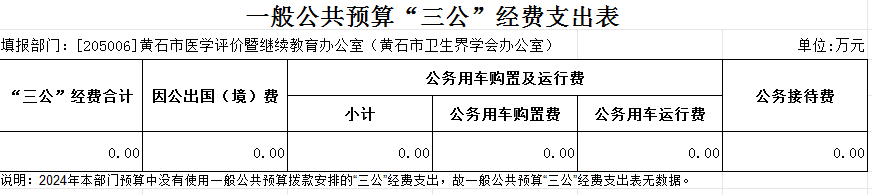 一般公共预算“三公”经费支出表
填报部门：[205006]黄石市医学评价暨继续教育办公室（黄石市卫生界学会办公室） 单位:万元
“三公”经费合计 因公出国（境）费 公务用车购置及运行费 公务接待费
小计 公务用车购置费 公务用车运行费
0.00 0.00 0.00 0.00 0.00 0.00
说明：2024年本部门预算中没有使用一般公共预算拨款安排的“三公”经费支出，故一般公共预算“三公”经费支出表无数据。